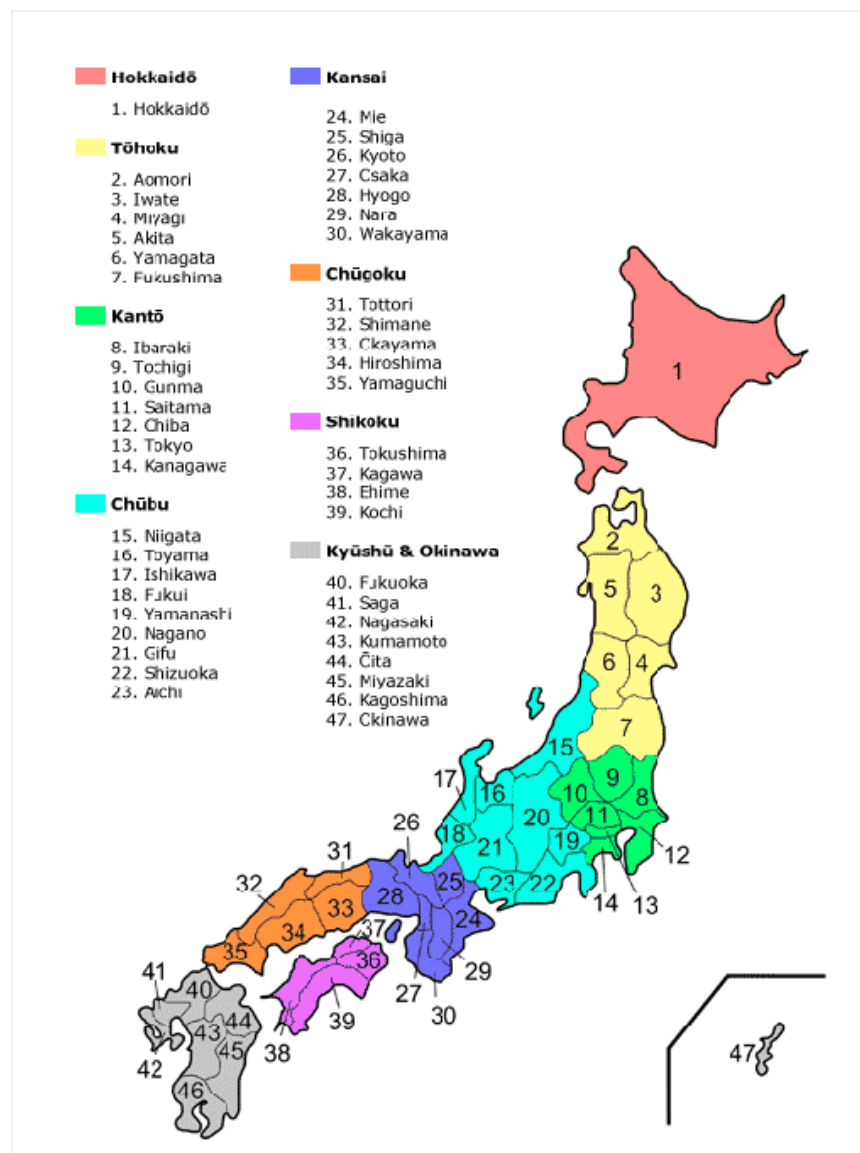 Hokkaidō
1. Hokkaidō
Tōhoku
2. Aomori
3. Iwate
4. Miyagi
5. Akita
6. Yamagata
7. Fukushima
Kantō
8. Ibaraki
9. Tochigi
10. Gunma
11. Saitama
12. Chiba
13. Tokyo
14. Kanagawa
Chūbu
15. Niigata
16. Toyama
17. Ishikawa
18. Fukui
19. Yamanashi
20. Nagano
21. Gifu
22. Shizuoka
23. Aichi
Kansai
24. Mie
25. Shiga
26. Kyoto
27. Csaka
28. Hyogo
29. Nara
30. Wakayama
Chūgoku
31. Tottori
32. Shimane
33. Ckayama
34. Hiroshima
35. Yamaguchi
Shikoku
36. Tokushima
37. Kagawa
38. Ehime
39. Kochi
Kyūshū & Okinawa
40. Fukuoka
41. Saga
42. Nagasaki
43. Kumamoto
44. Čita
45. Miyazaki
46. Kagoshima
47. Ckinawa
1
2
5
3
6
4
7
15
9
17
16
10
8
20
11
26
18
21
19
12
31
25
23
22
14
13
32
28
33
24
34
37
35
36
29
41
40
27
30
44
39
43
42
45
38
47
46